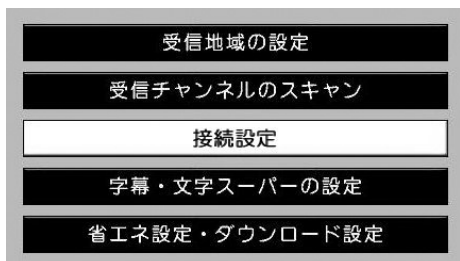 受信地域の設定
受信チャンネルのスキャン
接続設定
字幕・文字スーパーの設定
省エネ設定・ダウンロード設定